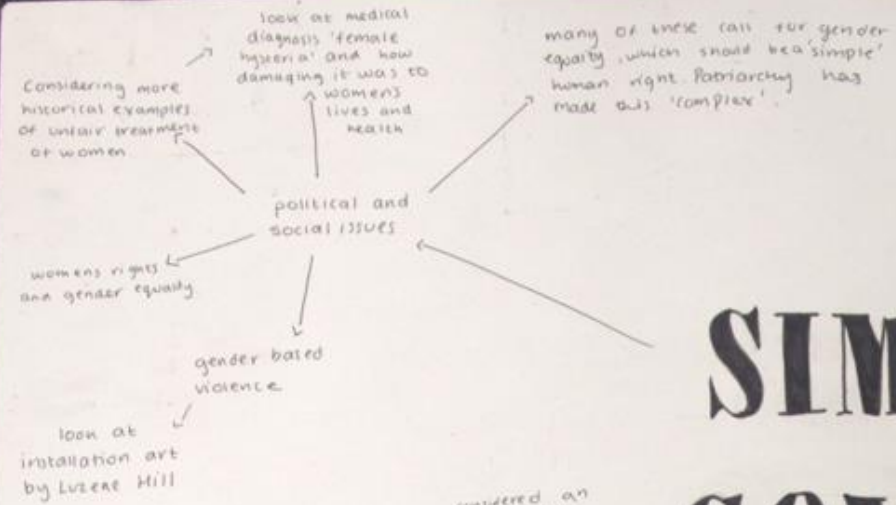 look at medical
diagnosis 'female
hysteria' and how
damaging it was to
womens
lives and
health
many of these call for gender
equality, which should be a 'simple'
human right. Patriarchy has
made this 'complex'.
Considering more
historical examples
of unfair treatment
of women
political and
social issues
womens rights
and gender equality
gender based
violence
look at
installation art
by Luzene Hill
SIM
an